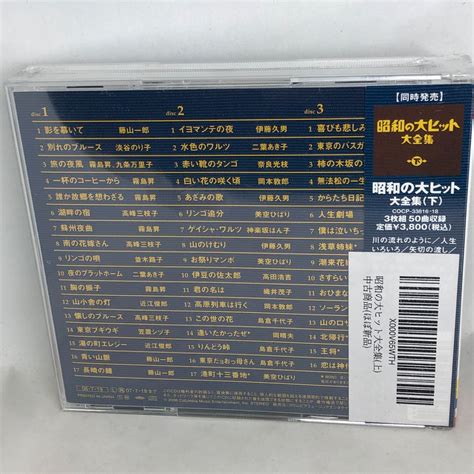 disc 1
1 影を慕いて 藤山一郎
2 別れのブルース 淡谷のり子
3 旅の夜風 霧島昇、九条万里子
4 一杯のコーヒーから 霧島昇
5 誰か故郷を想わざる 霧島昇
6 湖畔の宿 高峰三枝子
7 蘇州夜曲 霧島昇
8 南の花嫁さん 高峰三枝子
9 リンゴの唄 霧島昇
10 夜のプラットホーム 二葉あき子
11 胸の振子 霧島昇
12 山小舎の灯 近江俊郎
13 懐しのブルース 高峰三枝子
14 東京ブギウギ 笠置シヅ子
15 湯の町エレジー 近江俊郎
16 青い山脈 藤山一郎
17 長崎の鐘 藤山一郎
disc 2
1 イヨマンテの夜 伊藤久男
2 水色のワルツ 二葉あき子
3 赤い靴のタンゴ 奈良光枝
4 白い花の咲く頃 岡本敦郎
5 あざみの歌 伊藤久男
6 リンゴ追分 美空ひばり
7 ゲイシャ・ワルツ 神楽坂はん子
8 山のけむり 伊藤久男
9 お祭りマンボ 美空ひばり
10 伊豆の佐太郎 高田浩吉
11 君の名は 織井茂子
12 高原列車は行く 岡本敦郎
13 この世の花 島倉千代子
14 逢いたかったぜ 岡晴夫
15 りんどう峠 島倉千代子
16 東京だョおっ母さん 島倉千代子
17 港町十三番地 美空ひばり
disc 3
1 喜びも悲しみ
2 東京のバスガ
3 柿の木坂の
4 無法松の一生
5 からたち日記
6 人生劇場
7 僕は泣いち
8 浅草姉妹
9 潮来花嫁
10 さすらい
11 おひまな
12 ソーラン
13 山のロザ
14 北帰行
15 王将
16 恋は神代
【同時発売】
昭和の大ヒット
大全集
下
昭和の大ヒット
大全集(下)
COCP-33816→18
3枚組 50曲収録
定価¥3,800(税込)
川の流れのように/人生
いろいろ/矢切の渡し/
昭和の大ヒット大全集(上)
中古商品(ほぼ新品)